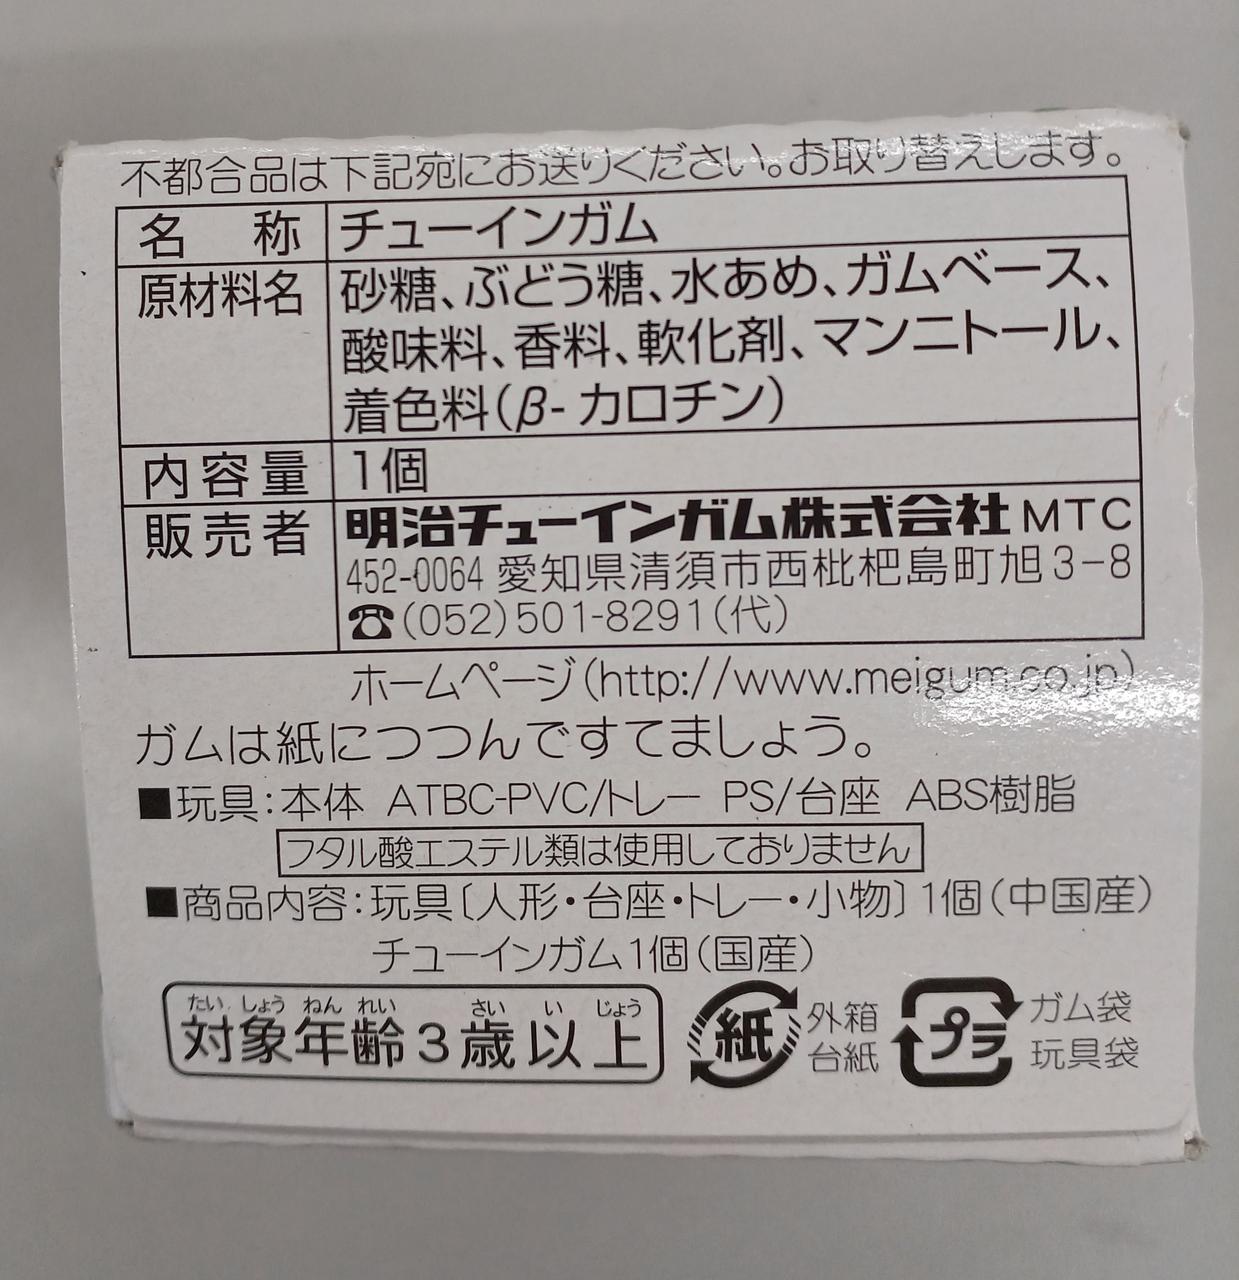 不都合品は下記宛にお送りください。お取り替えします。
名 称 チューインガム
原材料名 砂糖、ぶどう糖、水あめ、ガムベース、
酸味料、香料、軟化剤、マンニトール、
着色料(β-カロチン)
内容量 1個
販売者 明治チューインガム株式会社 MTC
452-0064 愛知県清須市西枇杷島町旭3-8
☎(052)501-8291(代)
ホームページ(http://www.meigum.co.jp)
ガムは紙につつんですてましょう。
■玩具:本体 ATBC-PVC/トレー PS/台座 ABS樹脂
フタル酸エステル類は使用しておりません
■商品内容:玩具〔人形・台座・トレー・小物〕1個(中国産)
チューインガム1個(国産)
たい しょう ねん れい さい い じょう
対象年齢3歳以上
紙 外箱
台紙
プラ ガム袋
玩具袋